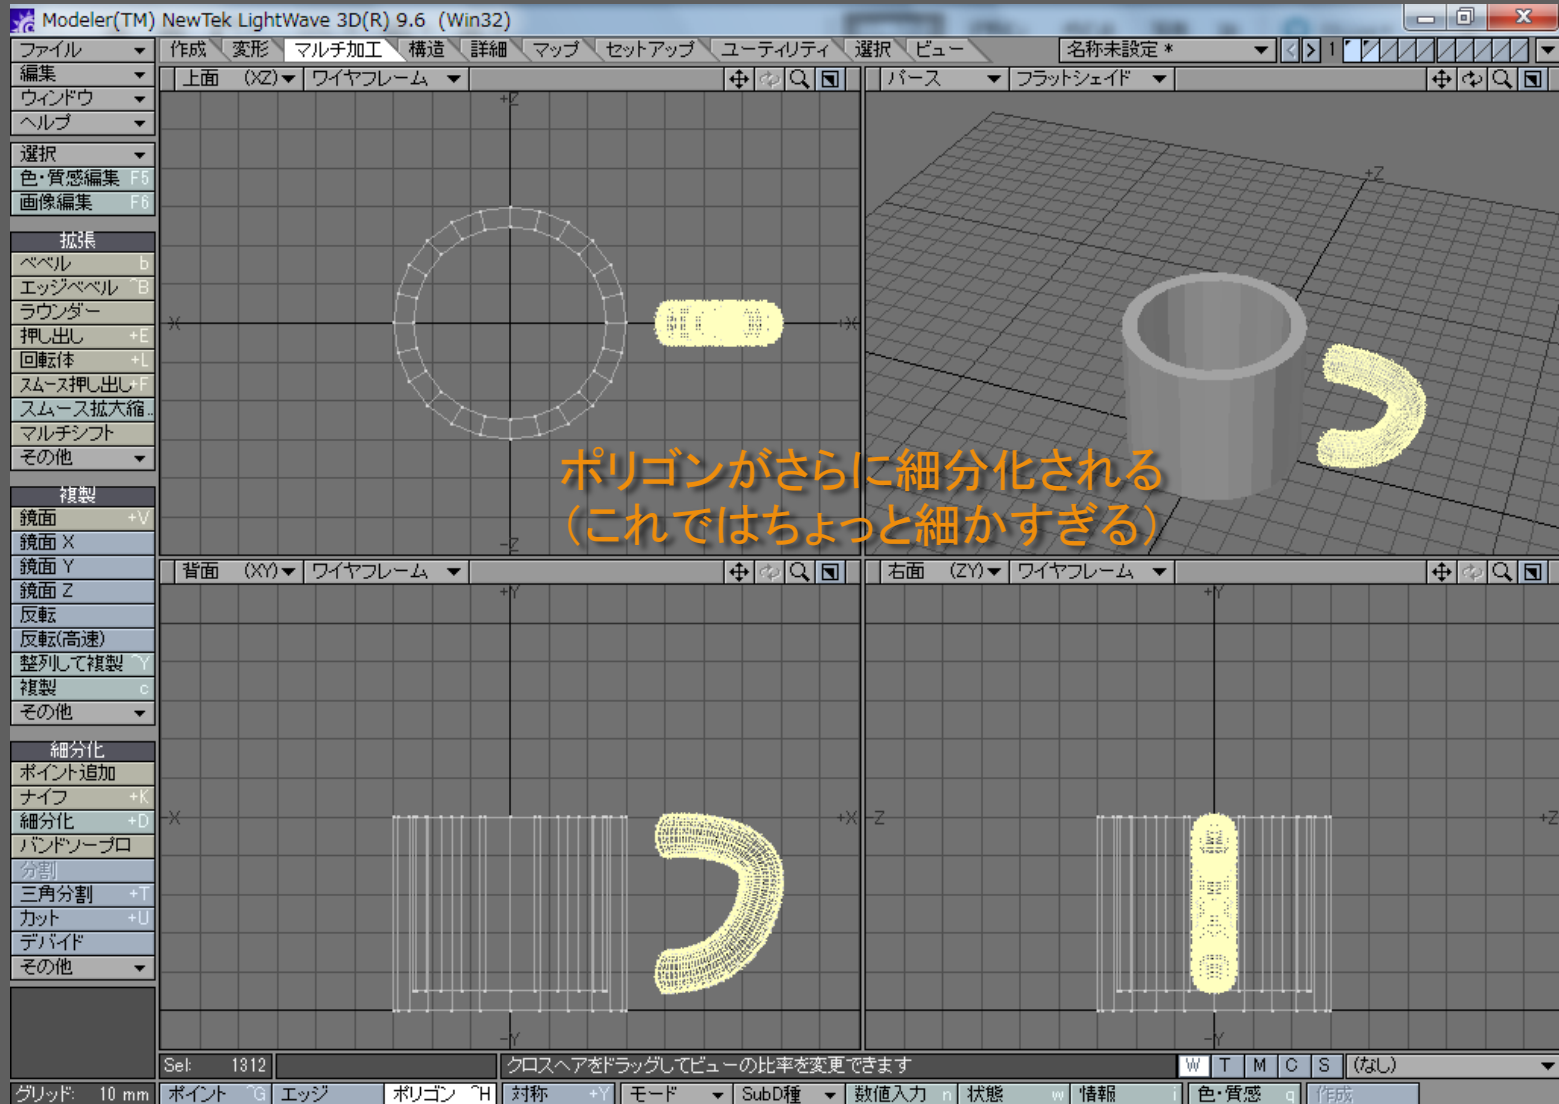 Modeler(TM) NewTek LightWave 3D(R) 9.6 (Win32)
ファイル 作成 変形 マルチ加工 構造 詳細 マップ セットアップ ユーティリティ 選択 ビュー 名称未設定 * < > 1
編集
ウィンドウ
ヘルプ
選択
色・質感編集 F5
画像編集 F6
拡張
ベベル b
エッジベベル ^B
ラウンダー
押し出し +E
回転体 +L
スムース押し出し +F
スムース拡大縮..
マルチシフト
その他
複製
鏡面 +V
鏡面 X
鏡面 Y
鏡面 Z
反転
反転(高速)
整列して複製 ^Y
複製 c
その他
細分化
ポイント追加
ナイフ +K
細分化 +D
バンドソープロ
分割
三角分割 +T
カット +U
デバイド
その他
上面 (XZ) ワイヤフレーム
+Z
-X
+X
-Z
パース フラットシェイド
+Z
ポリゴンがさらに細分化される
(これではちょっと細かすぎる)
背面 (XY) ワイヤフレーム
+Y
-X
+X
-Y
右面 (ZY) ワイヤフレーム
+Y
-Z
+Z
-Y
Sel: 1312 クロスヘアをドラッグしてビューの比率を変更できます W T M C S (なし)
グリッド: 10 mm ポイント ^G エッジ ポリゴン ^H 対称 +Y モード SubD種 数値入力 n 状態 w 情報 i 色・質感 q 作成